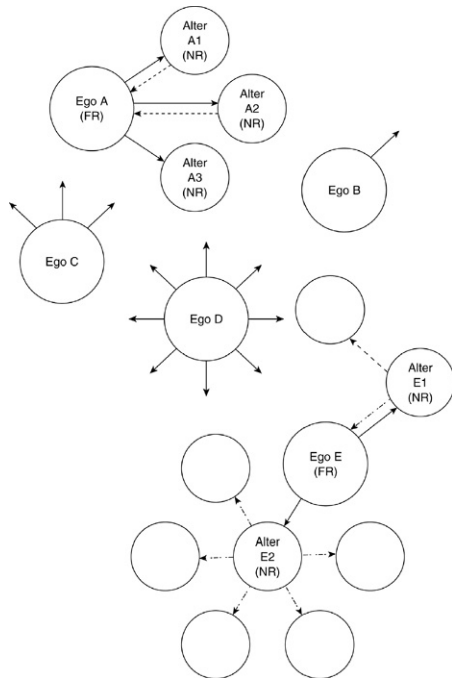 Alter
A1
(NR)
Ego A
(FR)
Alter
A2
(NR)
Alter
A3
(NR)
Ego B
Ego C
Ego D
Alter
E1
(NR)
Ego E
(FR)
Alter
E2
(NR)